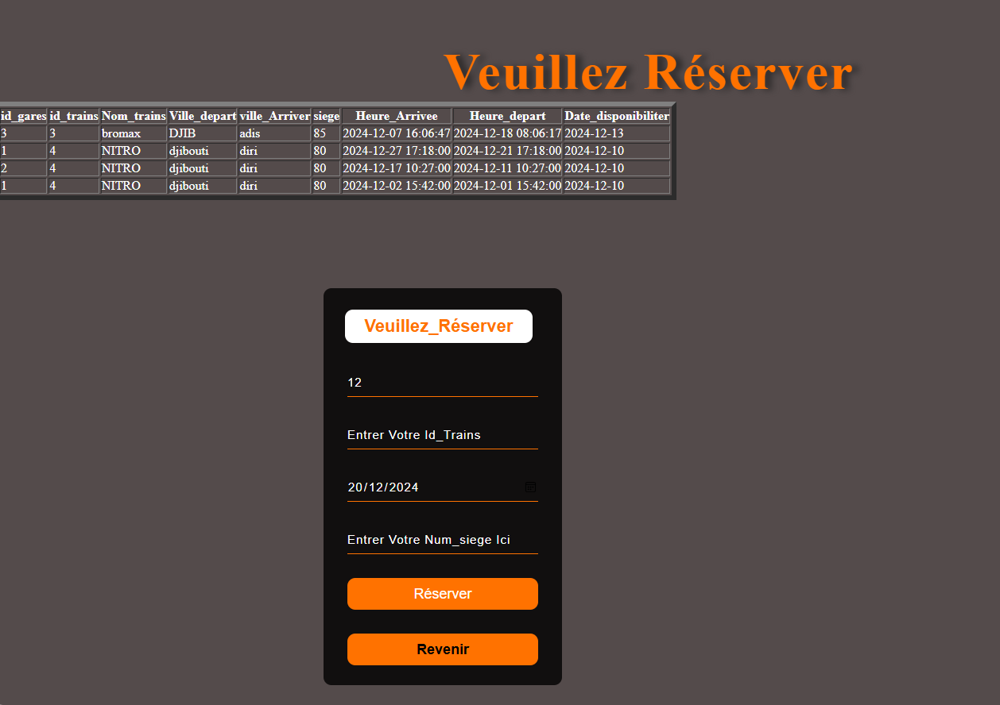 Veuillez Réserver
id_gares id_trains Nom_trains Ville_depart ville_Arriver siege Heure_Arrivee Heure_depart Date_disponibiliter
3 3 bromax DJIB adis 85 2024-12-07 16:06:47 2024-12-18 08:06:17 2024-12-13
1 4 NITRO djibouti diri 80 2024-12-27 17:18:00 2024-12-21 17:18:00 2024-12-10
2 4 NITRO djibouti diri 80 2024-12-17 10:27:00 2024-12-11 10:27:00 2024-12-10
1 4 NITRO djibouti diri 80 2024-12-02 15:42:00 2024-12-01 15:42:00 2024-12-10
Veuillez_Réserver
12
Entrer Votre Id_Trains
20/12/2024
Entrer Votre Num_siege Ici
Réserver
Revenir